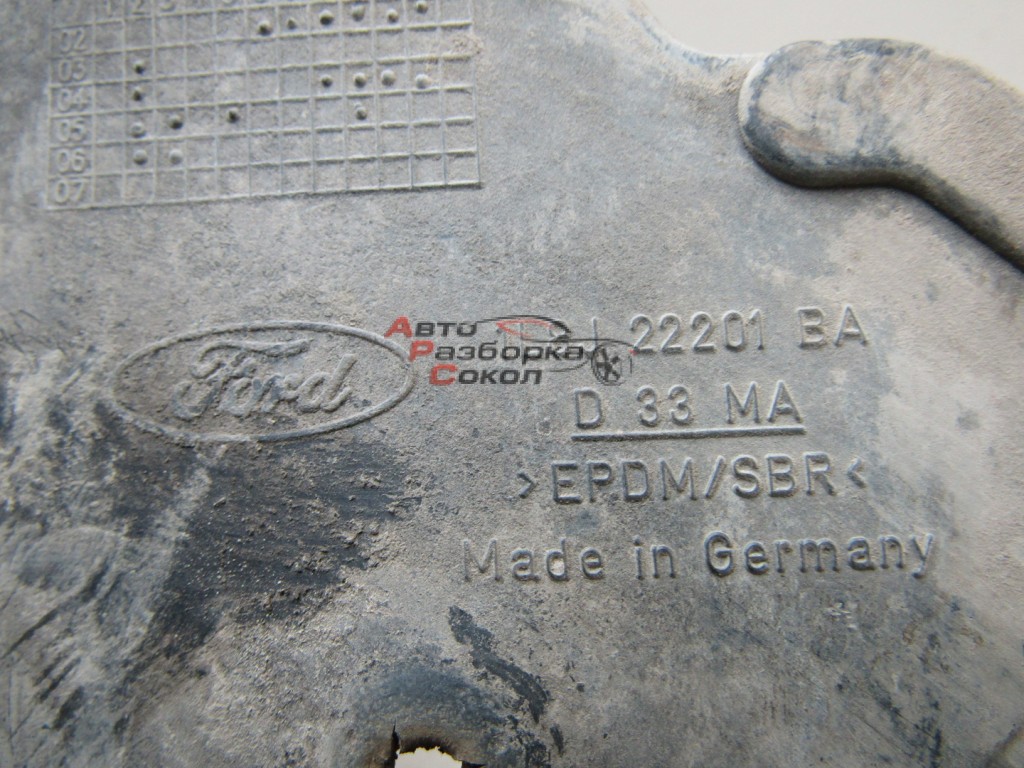 02
03
04
05
06
07
Ford
22201 BA
D 33 MA
>EPDM/SBR<
Made in Germany
Авто
Разборка
Сокол